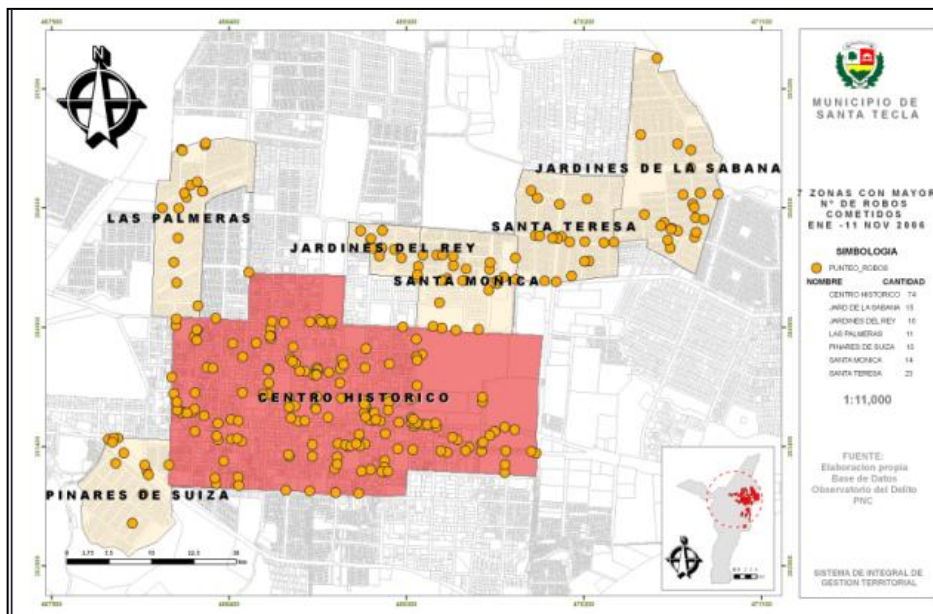 N
LAS PALMERAS
JARDINES DE LA SABANA
SANTA TERESA
JARDINES DEL REY
SANTA MONICA
CENTRO HISTORICO
PINARES DE SUIZA
MUNICIPIO DE
SANTA TECLA
7 ZONAS CON MAYOR
Nº DE ROBOS
COMETIDOS
ENE -11 NOV 2006
SIMBOLOGIA
PUNTEO_ROBOS
NOMBRE CANTIDAD
CENTRO HISTORICO 74
JARD DE LA SABANA 15
JARDINES DEL REY
LAS PALMERAS 11
PINARES DE SUIZA
SANTA MONICA 14
SANTA TERESA 23
1:11,000
FUENTE:
Elaboracion propia
Base de Datos
Observatorio del Delito
PNC
SISTEMA DE INTEGRAL DE
GESTION TERRITORIAL